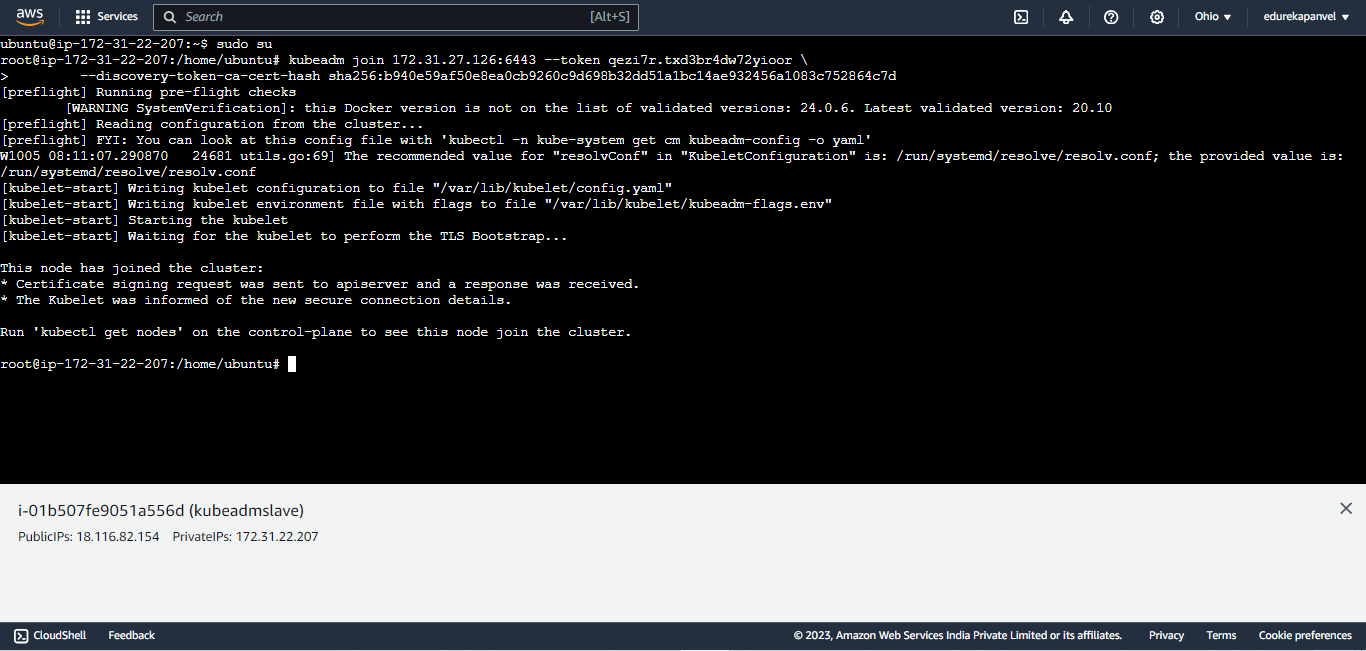 aws
Services
Search
[Alt+S]
Ohio ▼
edurekapanvel ▼
ubuntu@ip-172-31-22-207:~$ sudo su
root@ip-172-31-22-207:/home/ubuntu# kubeadm join 172.31.27.126:6443 --token qezi7r.txd3br4dw72yioor \
>         --discovery-token-ca-cert-hash sha256:b940e59af50e8ea0cb9260c9d698b32dd51a1bc14ae932456a1083c752864c7d
[preflight] Running pre-flight checks
        [WARNING SystemVerification]: this Docker version is not on the list of validated versions: 24.0.6. Latest validated version: 20.10
[preflight] Reading configuration from the cluster...
[preflight] FYI: You can look at this config file with 'kubectl -n kube-system get cm kubeadm-config -o yaml'
W1005 08:11:07.290870   24681 utils.go:69] The recommended value for "resolvConf" in "KubeletConfiguration" is: /run/systemd/resolve/resolv.conf; the provided value is:
/run/systemd/resolve/resolv.conf
[kubelet-start] Writing kubelet configuration to file "/var/lib/kubelet/config.yaml"
[kubelet-start] Writing kubelet environment file with flags to file "/var/lib/kubelet/kubeadm-flags.env"
[kubelet-start] Starting the kubelet
[kubelet-start] Waiting for the kubelet to perform the TLS Bootstrap...
This node has joined the cluster:
* Certificate signing request was sent to apiserver and a response was received.
* The Kubelet was informed of the new secure connection details.
Run 'kubectl get nodes' on the control-plane to see this node join the cluster.
root@ip-172-31-22-207:/home/ubuntu#
i-01b507fe9051a556d (kubeadmslave)
PublicIPs: 18.116.82.154 PrivateIPs: 172.31.22.207
CloudShell
Feedback
© 2023, Amazon Web Services India Private Limited or its affiliates.
Privacy
Terms
Cookie preferences